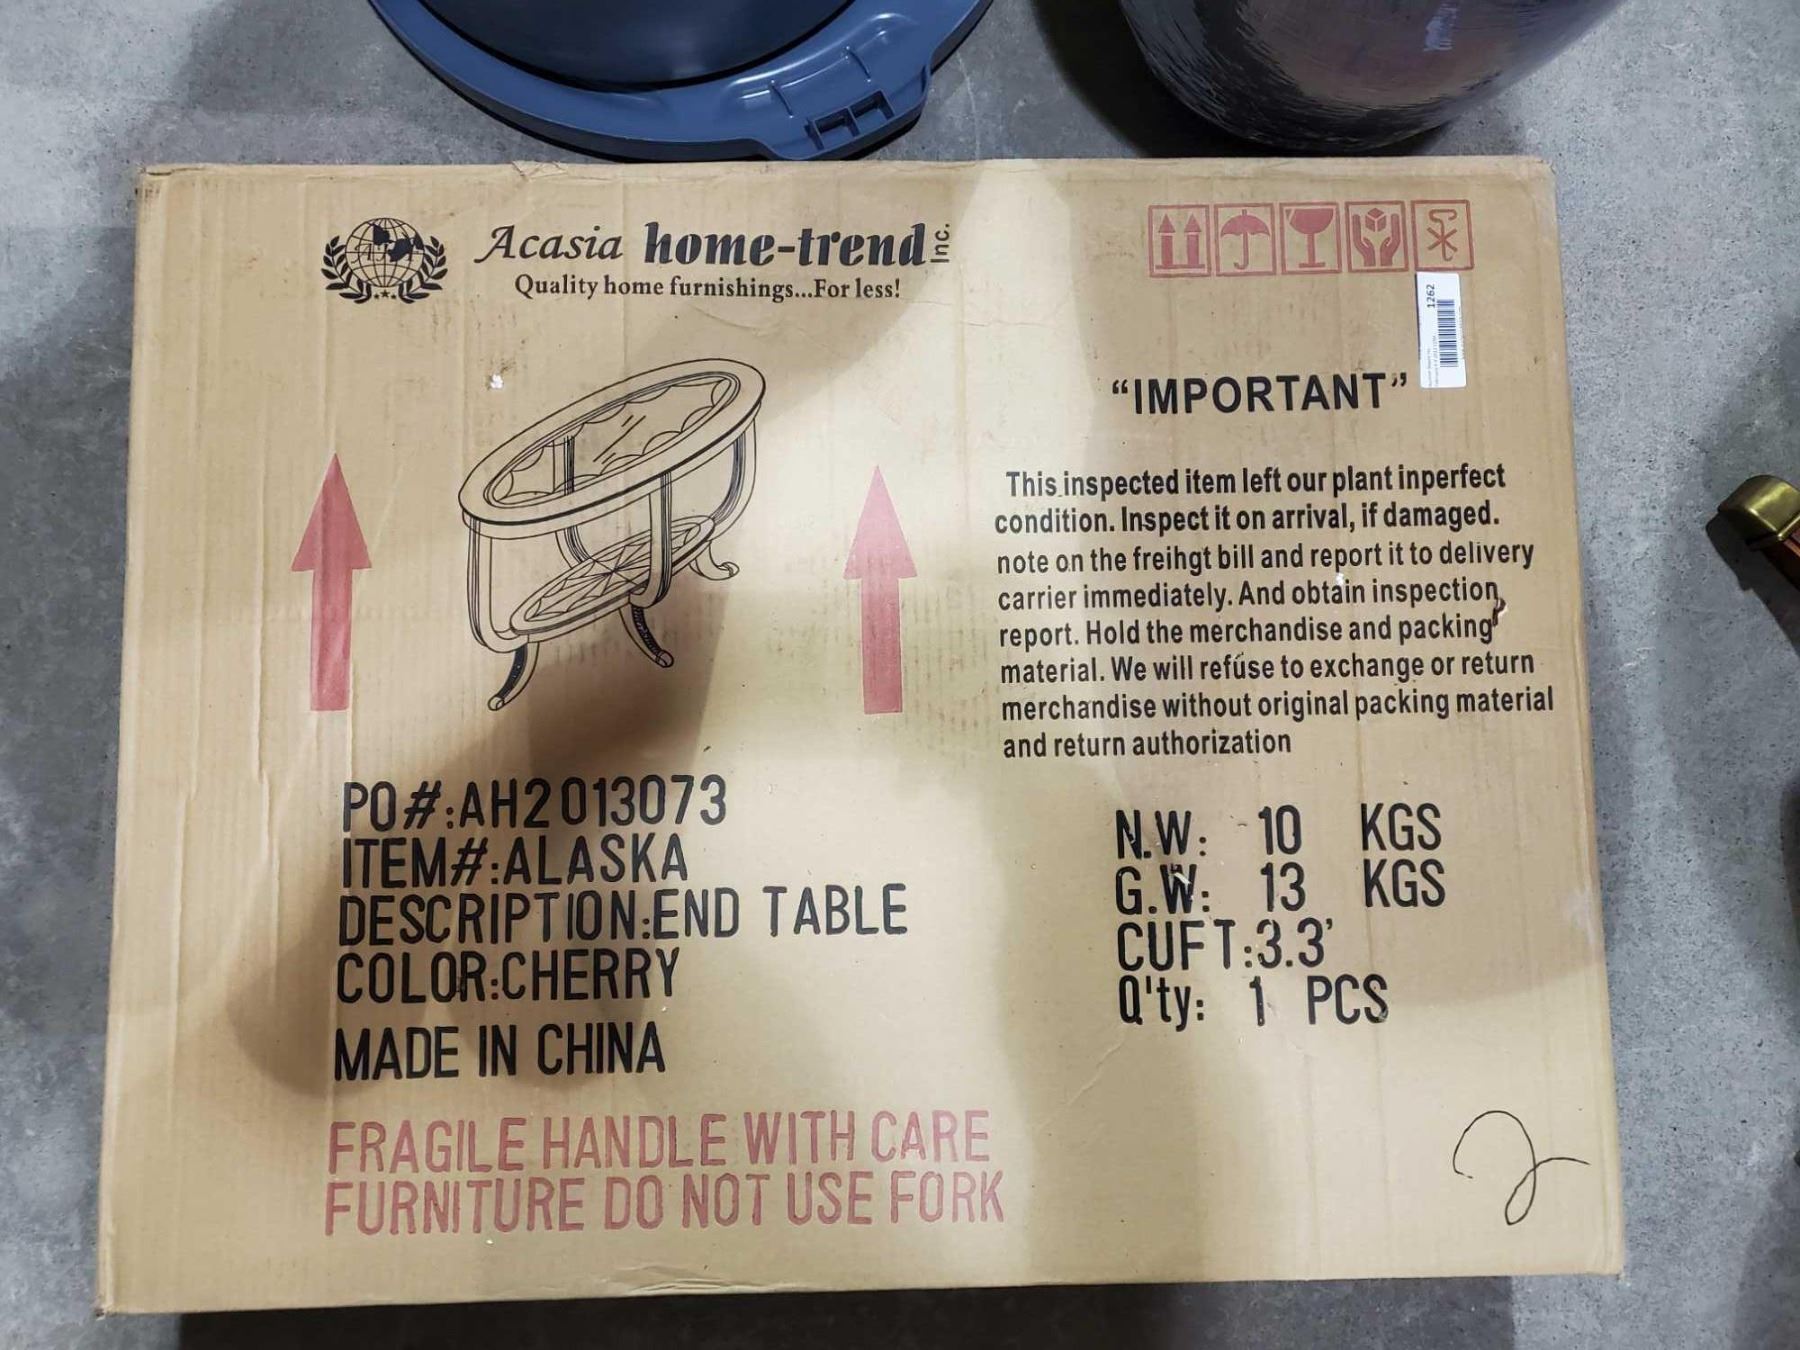 Acasia home-trend Inc.
Quality home furnishings...For less!
1262
“IMPORTANT”
This inspected item left our plant inperfect
condition. Inspect it on arrival, if damaged.
note on the freihgt bill and report it to delivery
carrier immediately. And obtain inspection
report. Hold the merchandise and packing
material. We will refuse to exchange or return
merchandise without original packing material
and return authorization
PO#:AH2013073
ITEM#:ALASKA
DESCRIPTION:END TABLE
COLOR:CHERRY
MADE IN CHINA
N.W: 10 KGS
G.W: 13 KGS
CUFT:3.3'
Q'ty: 1 PCS
FRAGILE HANDLE WITH CARE
FURNITURE DO NOT USE FORK
2